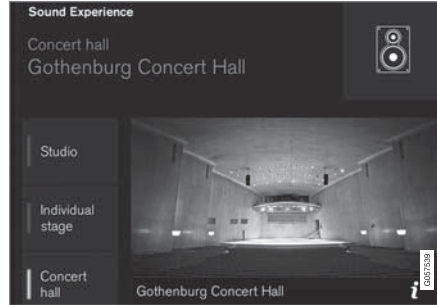 Sound Experience
Concert hall
Gothenburg Concert Hall
Studio
Individual
stage
Concert
hall
Gothenburg Concert Hall
i
G057539